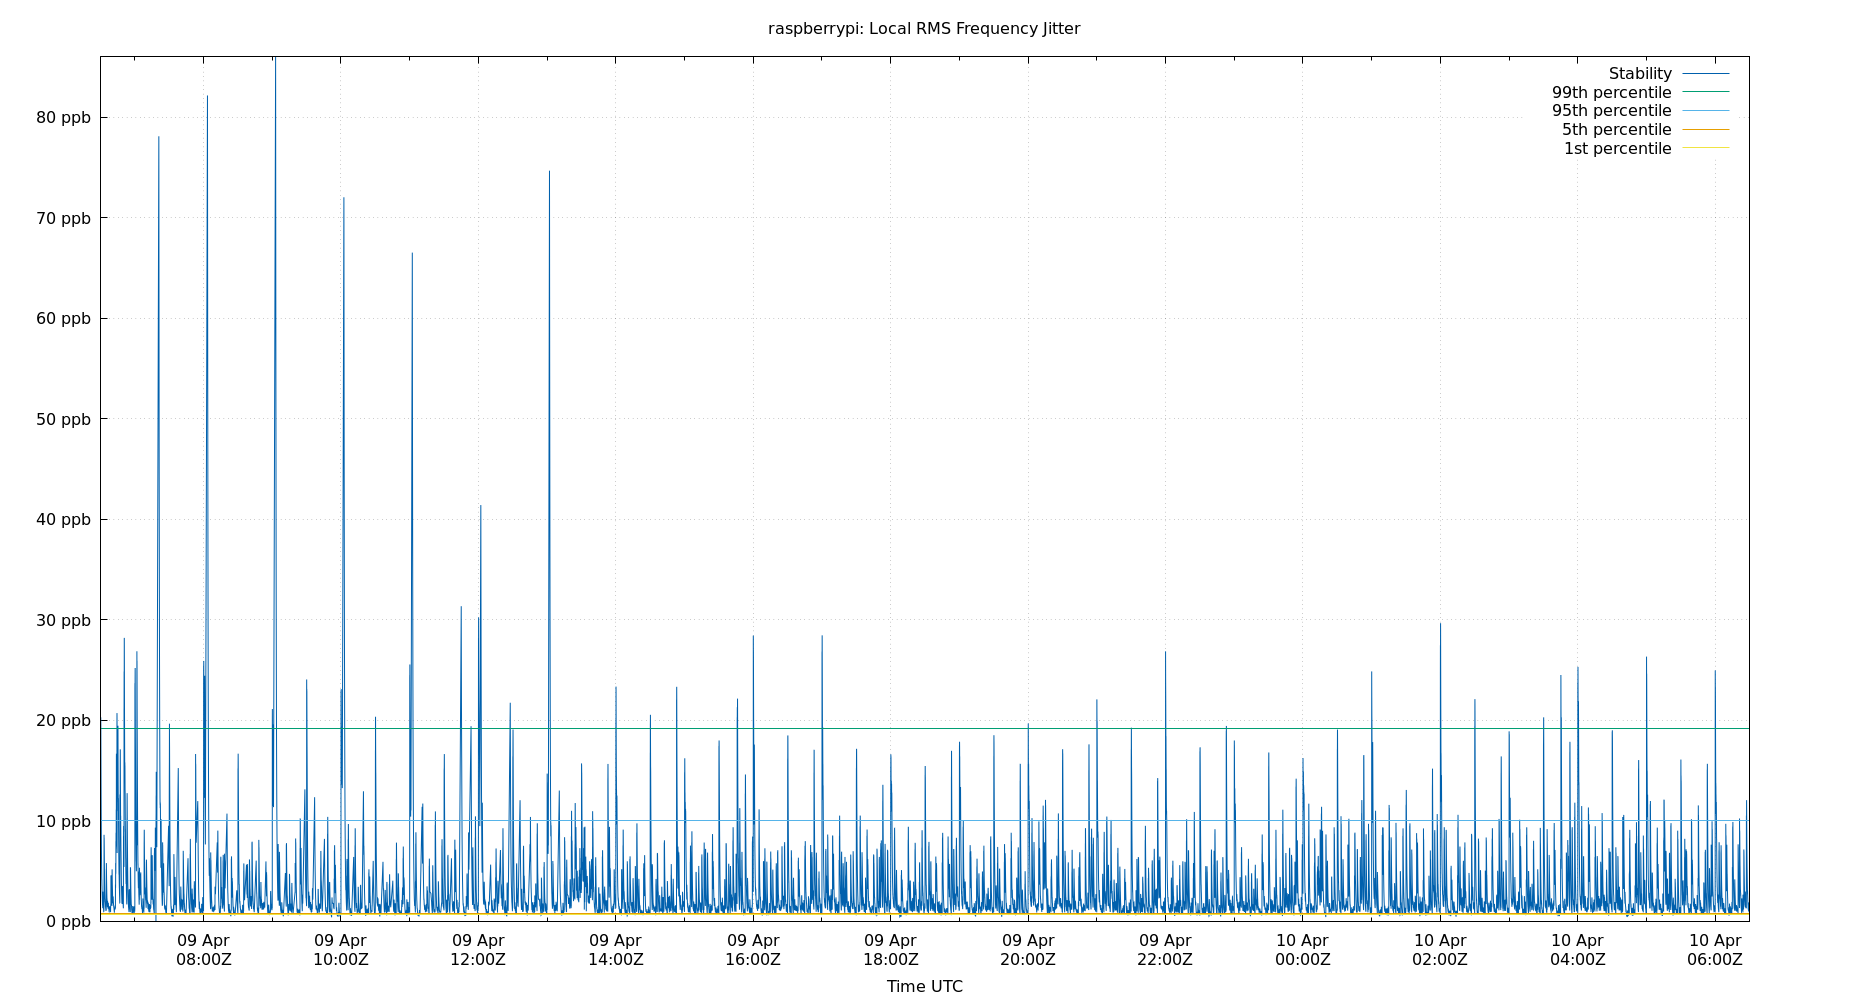 raspberrypi: Local RMS Frequency Jitter
Stability
99th percentile
95th percentile
5th percentile
1st percentile
80 ppb
70 ppb
60 ppb
50 ppb
40 ppb
30 ppb
20 ppb
10 ppb
0 ppb
09 Apr 09 Apr 09 Apr 09 Apr 09 Apr 09 Apr 09 Apr 09 Apr 10 Apr 10 Apr 10 Apr 10 Apr
08:00Z 10:00Z 12:00Z 14:00Z 16:00Z 18:00Z 20:00Z 22:00Z 00:00Z 02:00Z 04:00Z 06:00Z
Time UTC